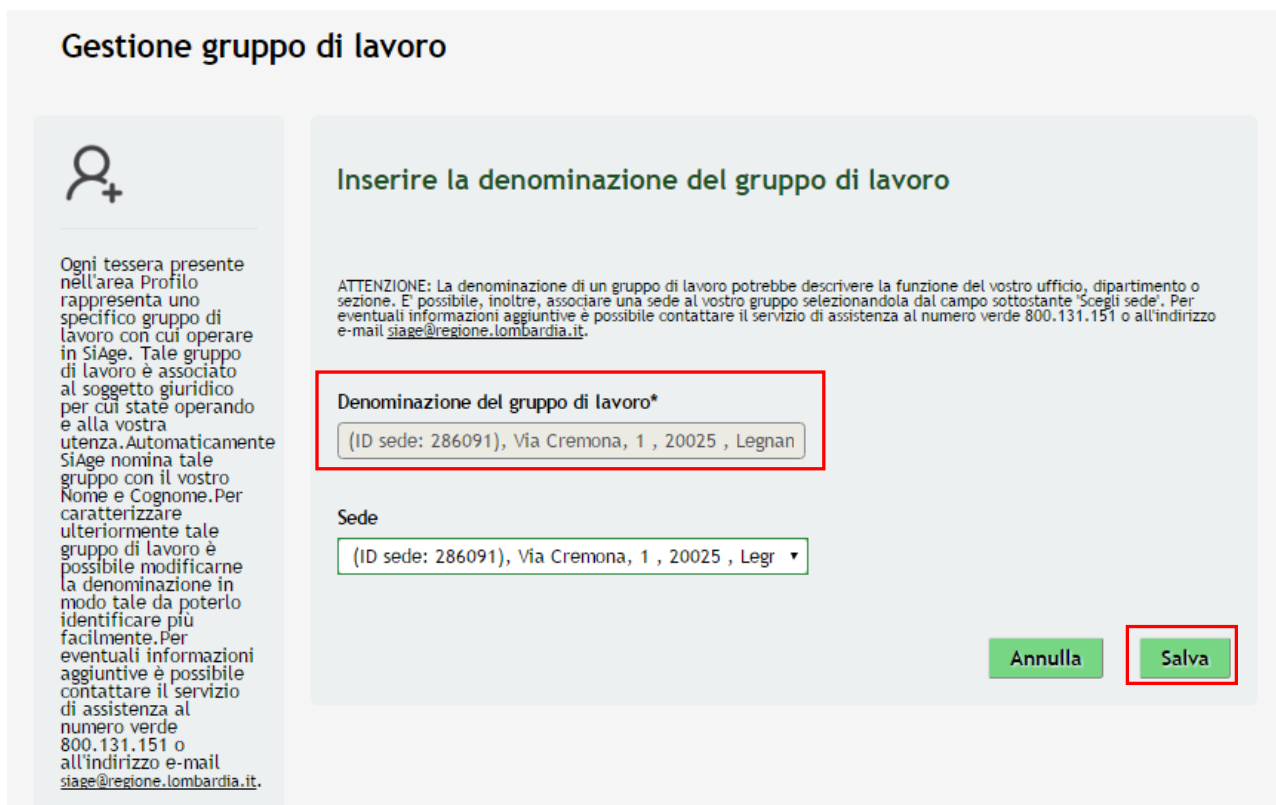 Gestione gruppo di lavoro
Ogni tessera presente
nell'area Profilo
rappresenta uno
specifico gruppo di
lavoro con cui operare
in SiAge. Tale gruppo
di lavoro è associato
al soggetto giuridico
per cui state operando
e alla vostra
utenza.Automaticamente
SiAge nomina tale
gruppo con il vostro
Nome e Cognome.Per
caratterizzare
ulteriormente tale
gruppo di lavoro è
possibile modificarne
la denominazione in
modo tale da poterlo
identificare più
facilmente.Per
eventuali informazioni
aggiuntive è possibile
contattare il servizio
di assistenza al
numero verde
800.131.151 o
all'indirizzo e-mail
siage@regione.lombardia.it.
Inserire la denominazione del gruppo di lavoro
ATTENZIONE: La denominazione di un gruppo di lavoro potrebbe descrivere la funzione del vostro ufficio, dipartimento o
sezione. E' possibile, inoltre, associare una sede al vostro gruppo selezionandola dal campo sottostante 'Scegli sede'. Per
eventuali informazioni aggiuntive è possibile contattare il servizio di assistenza al numero verde 800.131.151 o all'indirizzo
e-mail siage@regione.lombardia.it.
Denominazione del gruppo di lavoro*
(ID sede: 286091), Via Cremona, 1 , 20025 , Legnan
Sede
(ID sede: 286091), Via Cremona, 1 , 20025 , Legr
Annulla Salva